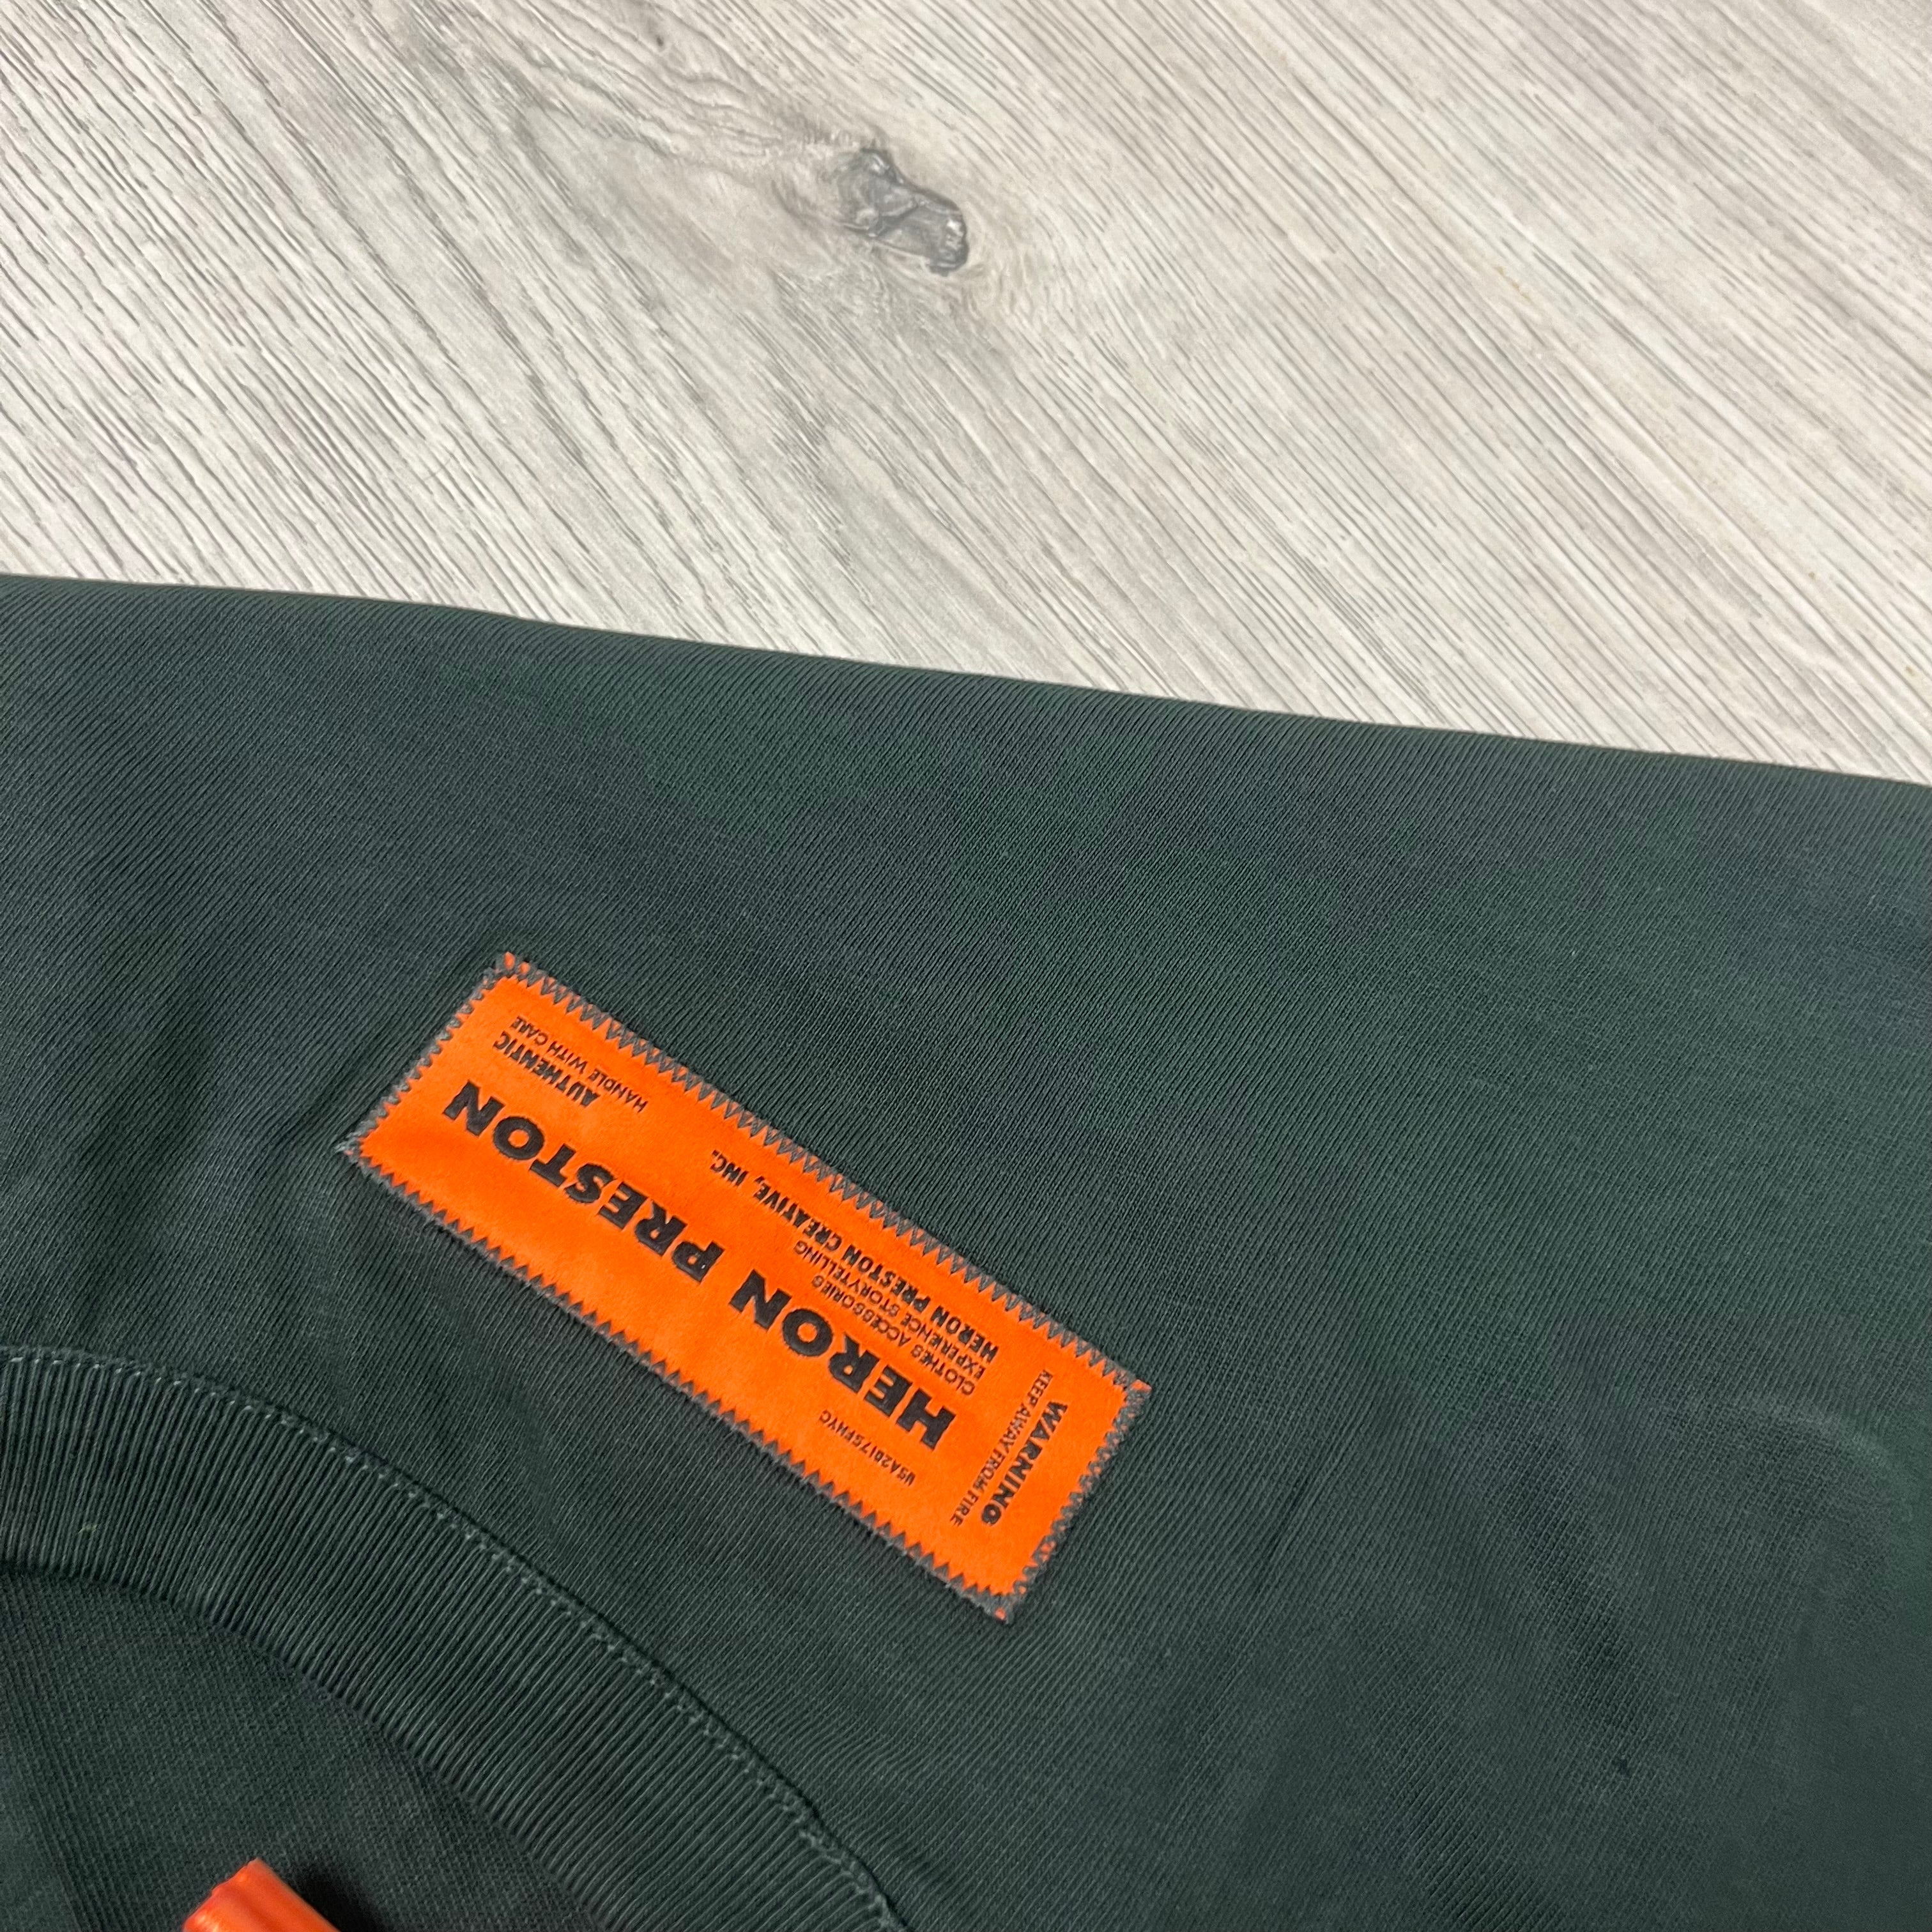 AUTHENTIC
HANDLE WITH CARE
HERON PRESTON
USA2017SFNYC
CLOTHES ACCESSORIES
EXPERIENCE STORYTELLING
HERON PRESTON CREATIVE, INC.
WARNING
KEEP AWAY FROM FIRE